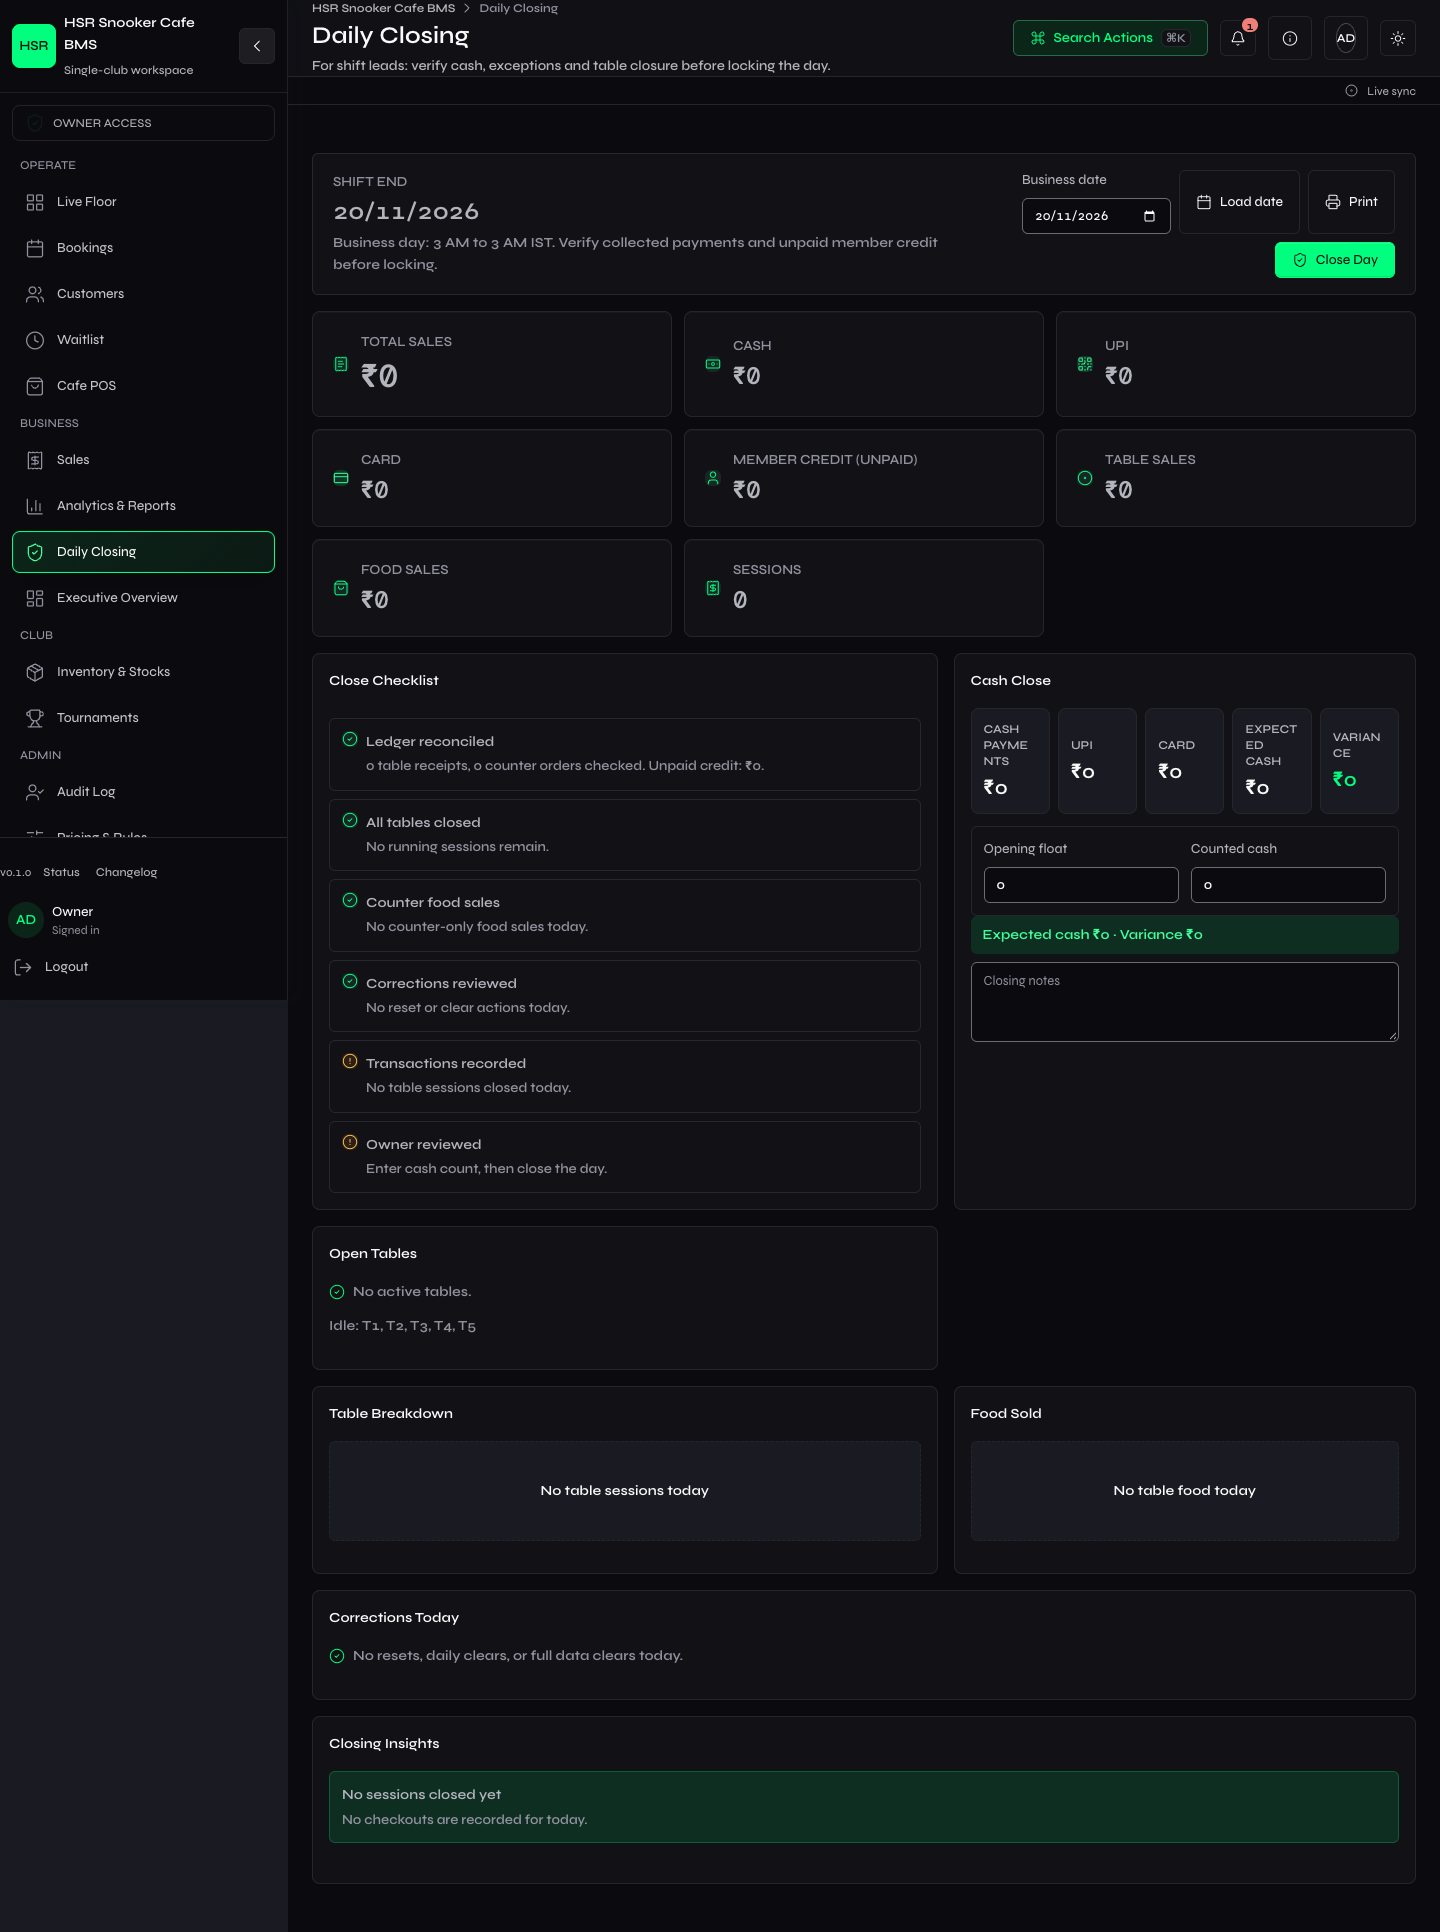 HSR
HSR Snooker Cafe
BMS
Single-club workspace
OWNER ACCESS
OPERATE
Live Floor
Bookings
Customers
Waitlist
Cafe POS
BUSINESS
Sales
Analytics & Reports
Daily Closing
Executive Overview
CLUB
Inventory & Stocks
Tournaments
ADMIN
Audit Log
Pricing & Rules
v0.1.0 Status Changelog
AD
Owner
Signed in
Logout
HSR Snooker Cafe BMS > Daily Closing
Daily Closing
For shift leads: verify cash, exceptions and table closure before locking the day.
Search Actions ⌘K
1
AD
Live sync
SHIFT END
20/11/2026
Business day: 3 AM to 3 AM IST. Verify collected payments and unpaid member credit
before locking.
Business date
20/11/2026
Load date
Print
Close Day
TOTAL SALES
₹0
CASH
₹0
UPI
₹0
CARD
₹0
MEMBER CREDIT (UNPAID)
₹0
TABLE SALES
₹0
FOOD SALES
₹0
SESSIONS
0
Close Checklist
Ledger reconciled
0 table receipts, 0 counter orders checked. Unpaid credit: ₹0.
All tables closed
No running sessions remain.
Counter food sales
No counter-only food sales today.
Corrections reviewed
No reset or clear actions today.
Transactions recorded
No table sessions closed today.
Owner reviewed
Enter cash count, then close the day.
Cash Close
CASH
PAYME
NTS
₹0
UPI
₹0
CARD
₹0
EXPECT
ED
CASH
₹0
VARIAN
CE
₹0
Opening float
0
Counted cash
0
Expected cash ₹0 · Variance ₹0
Closing notes
Open Tables
No active tables.
Idle: T1, T2, T3, T4, T5
Table Breakdown
No table sessions today
Food Sold
No table food today
Corrections Today
No resets, daily clears, or full data clears today.
Closing Insights
No sessions closed yet
No checkouts are recorded for today.